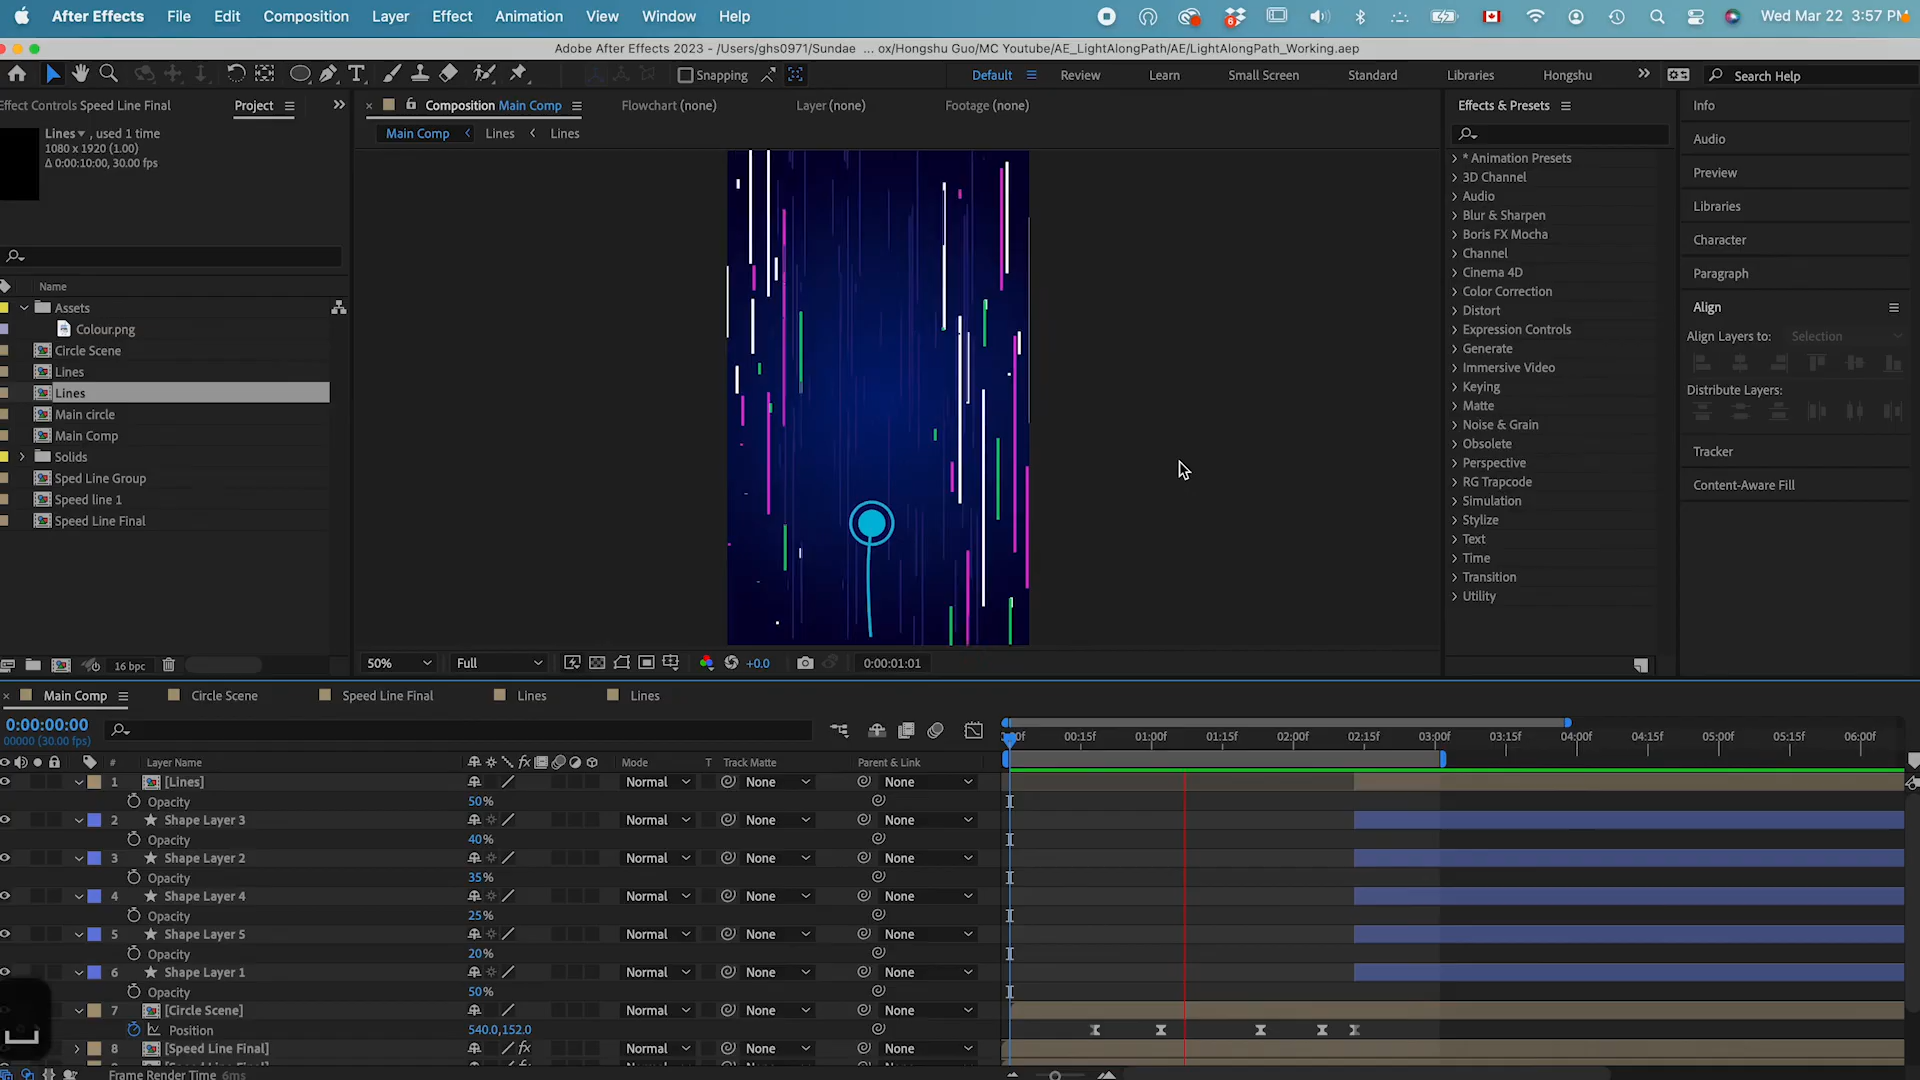 After Effects File Edit Composition Layer Effect Animation View Window Help Wed Mar 22 3:57 PM
Adobe After Effects 2023 - /Users/ghs0971/Sundae ... ox/Hongshu Guo/MC Youtube/AE_LightAlongPath/AE/LightAlongPath_Working.aep
Snapping Default Review Learn Small Screen Standard Libraries Hongshu Search Help
Effect Controls Speed Line Final Project Composition Main Comp Flowchart (none) Layer (none) Footage (none) Effects & Presets Info
Lines , used 1 time
1080 x 1920 (1.00)
Δ 0:00:10:00, 30.00 fps
Main Comp Lines Lines
Name
Assets
Colour.png
Circle Scene
Lines
Lines
Main circle
Main Comp
Solids
Sped Line Group
Speed line 1
Speed Line Final
16 bpc
50% Full +0.0 0:00:01:01
* Animation Presets
3D Channel
Audio
Blur & Sharpen
Boris FX Mocha
Channel
Cinema 4D
Color Correction
Distort
Expression Controls
Generate
Immersive Video
Keying
Matte
Noise & Grain
Obsolete
Perspective
RG Trapcode
Simulation
Stylize
Text
Time
Transition
Utility
Audio
Preview
Libraries
Character
Paragraph
Align
Align Layers to: Selection
Distribute Layers:
Tracker
Content-Aware Fill
Main Comp Circle Scene Speed Line Final Lines Lines
0:00:00:00
00000 (30.00 fps)
00f 00:15f 01:00f 01:15f 02:00f 02:15f 03:00f 03:15f 04:00f 04:15f 05:00f 05:15f 06:00f
# Layer Name Mode T Track Matte Parent & Link
1 [Lines] Normal None None
Opacity 50%
2 Shape Layer 3 Normal None None
Opacity 40%
3 Shape Layer 2 Normal None None
Opacity 35%
4 Shape Layer 4 Normal None None
Opacity 25%
5 Shape Layer 5 Normal None None
Opacity 20%
6 Shape Layer 1 Normal None None
Opacity 50%
7 [Circle Scene] Normal None None
Position 540.0,152.0
8 [Speed Line Final] Normal None None
Frame Render Time 6ms